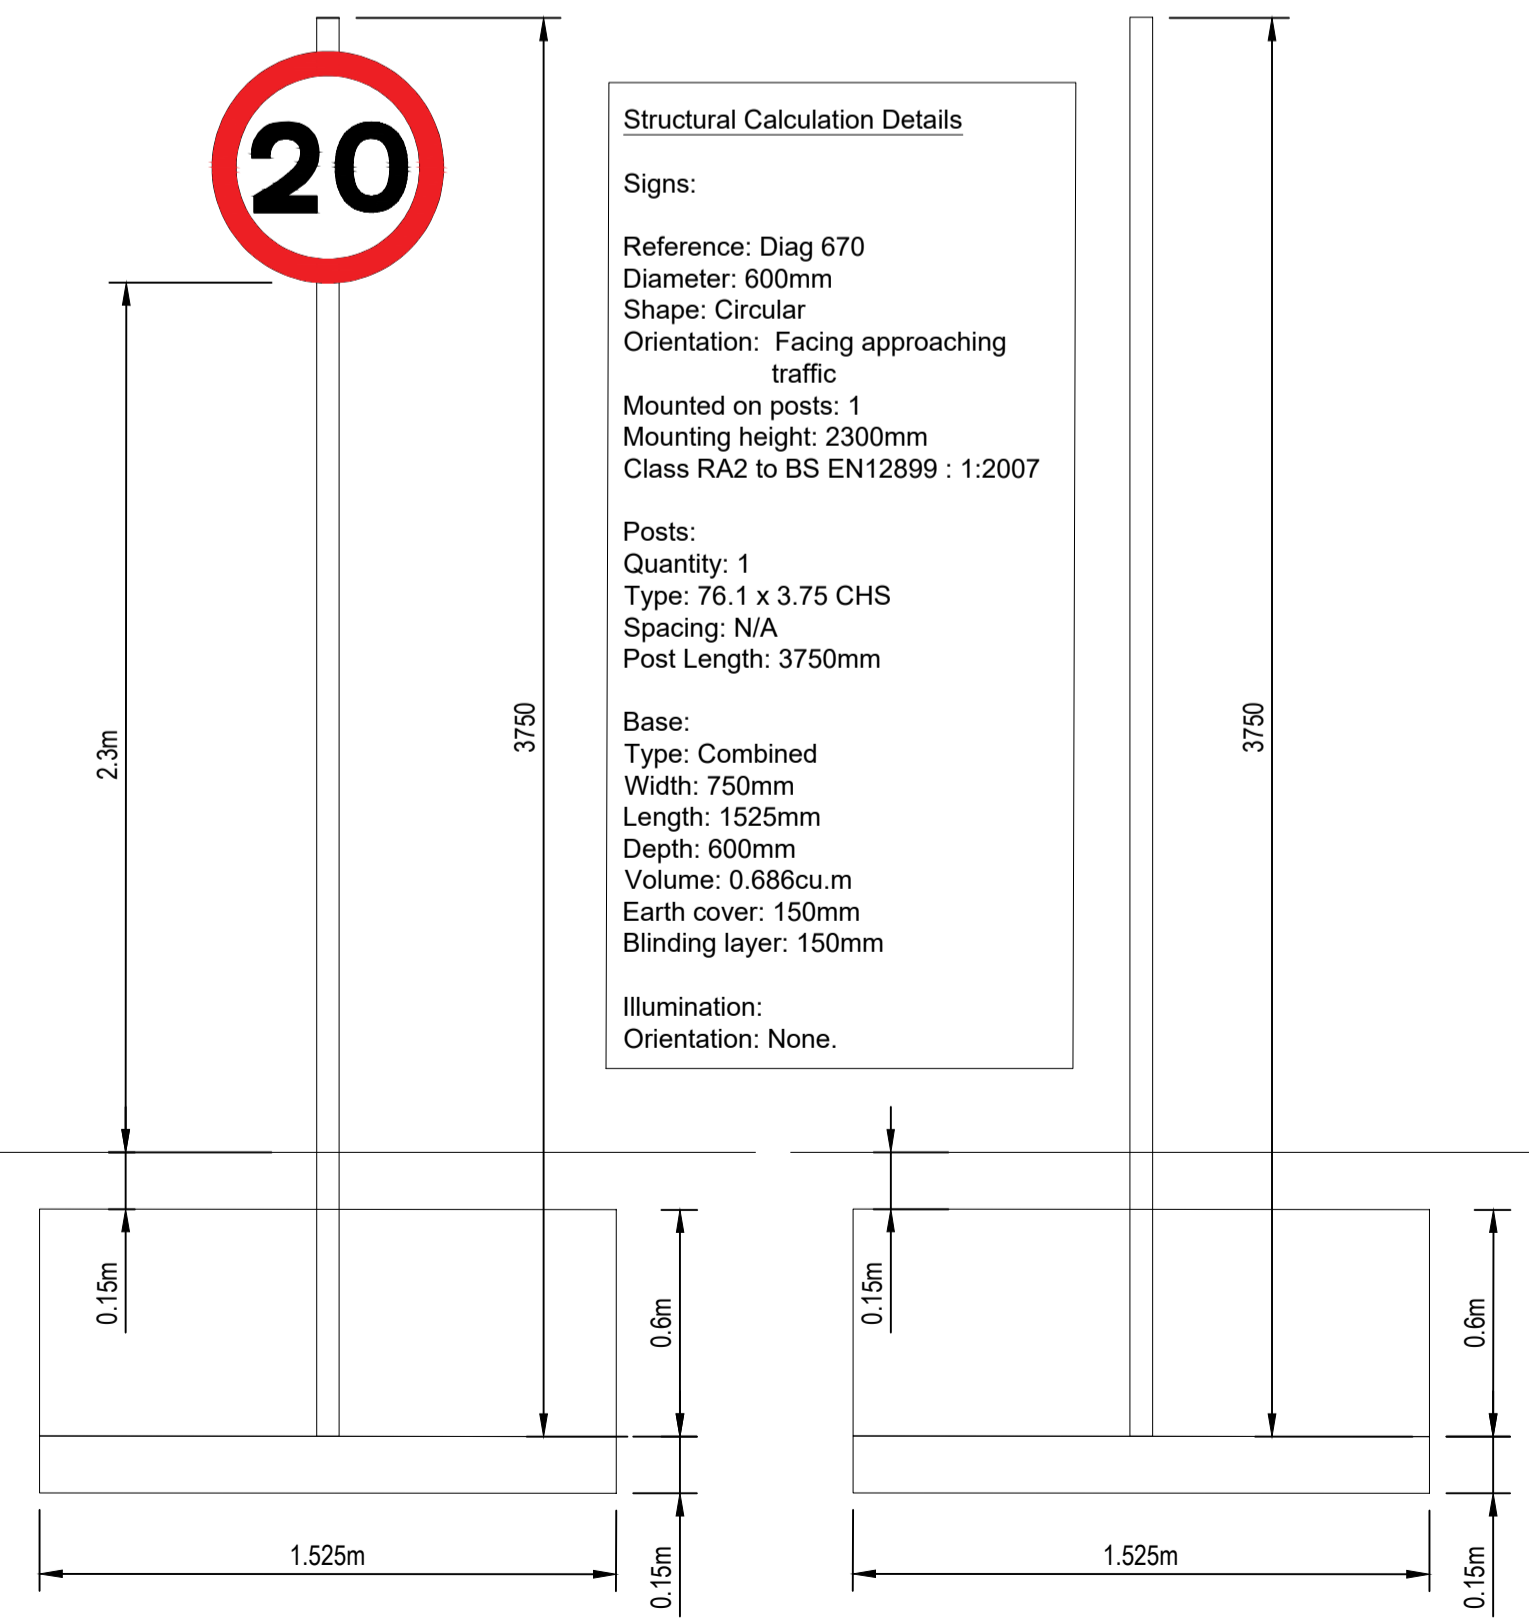 20
3750
2.3m
0.15m
0.6m
0.15m
1.525m
Structural Calculation Details
Signs:
Reference: Diag 670
Diameter: 600mm
Shape: Circular
Orientation:  Facing approaching
traffic
Mounted on posts: 1
Mounting height: 2300mm
Class RA2 to BS EN12899 : 1:2007
Posts:
Quantity: 1
Type: 76.1 x 3.75 CHS
Spacing: N/A
Post Length: 3750mm
Base:
Type: Combined
Width: 750mm
Length: 1525mm
Depth: 600mm
Volume: 0.686cu.m
Earth cover: 150mm
Blinding layer: 150mm
Illumination:
Orientation: None.
3750
0.15m
0.6m
0.15m
1.525m